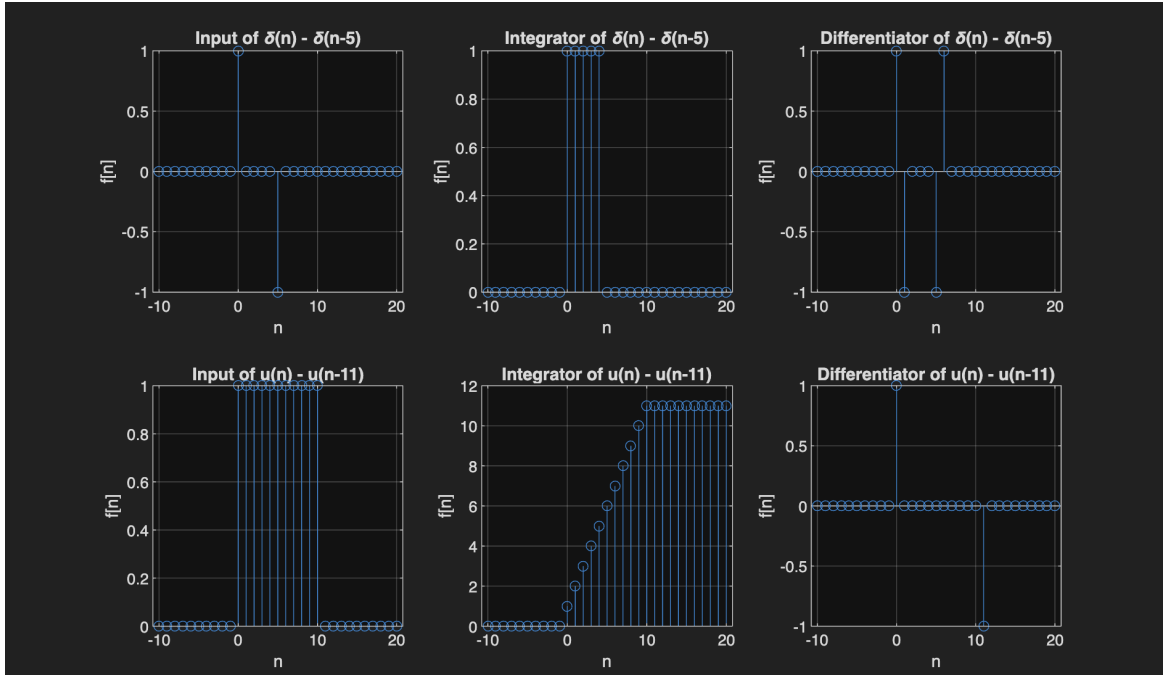 Input of δ(n) - δ(n-5)
Integrator of δ(n) - δ(n-5)
Differentiator of δ(n) - δ(n-5)
1
0.5
0
-0.5
-1
f[n]
-10 0 10 20
n
1
0.8
0.6
0.4
0.2
0
f[n]
-10 0 10 20
n
1
0.5
0
-0.5
-1
f[n]
-10 0 10 20
n
Input of u(n) - u(n-11)
Integrator of u(n) - u(n-11)
Differentiator of u(n) - u(n-11)
1
0.8
0.6
0.4
0.2
0
f[n]
-10 0 10 20
n
12
10
8
6
4
2
0
f[n]
-10 0 10 20
n
1
0.5
0
-0.5
-1
f[n]
-10 0 10 20
n